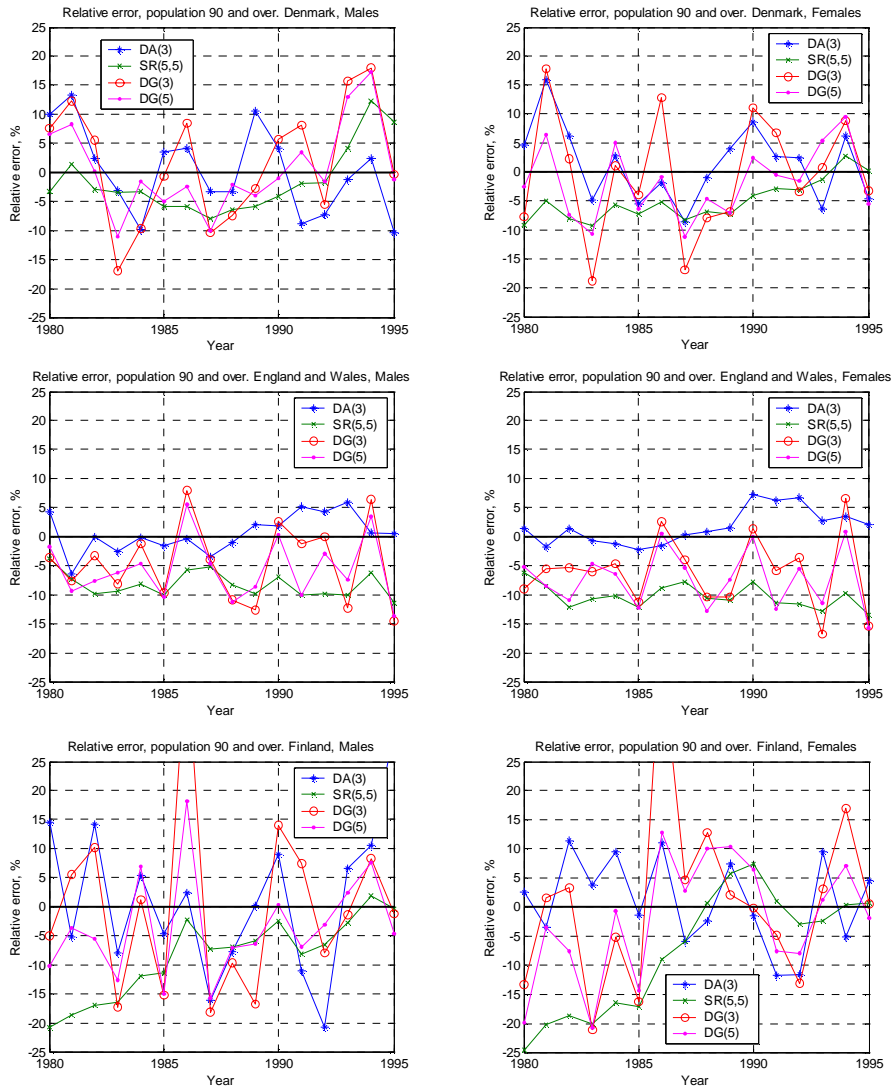 Relative error, population 90 and over. Denmark, Males
25
20
15
10
5
0
-5
-10
-15
-20
-25
Relative error, %
DA(3)
SR(5,5)
DG(3)
DG(5)
1980
1985
1990
1995
Year
Relative error, population 90 and over. Denmark, Females
25
20
15
10
5
0
-5
-10
-15
-20
-25
Relative error, %
DA(3)
SR(5,5)
DG(3)
DG(5)
1980
1985
1990
1995
Year
Relative error, population 90 and over. England and Wales, Males
25
20
15
10
5
0
-5
-10
-15
-20
-25
Relative error, %
DA(3)
SR(5,5)
DG(3)
DG(5)
1980
1985
1990
1995
Year
Relative error, population 90 and over. England and Wales, Females
25
20
15
10
5
0
-5
-10
-15
-20
-25
Relative error, %
DA(3)
SR(5,5)
DG(3)
DG(5)
1980
1985
1990
1995
Year
Relative error, population 90 and over. Finland, Males
25
20
15
10
5
0
-5
-10
-15
-20
-25
Relative error, %
DA(3)
SR(5,5)
DG(3)
DG(5)
1980
1985
1990
1995
Year
Relative error, population 90 and over. Finland, Females
25
20
15
10
5
0
-5
-10
-15
-20
-25
Relative error, %
DA(3)
SR(5,5)
DG(3)
DG(5)
1980
1985
1990
1995
Year